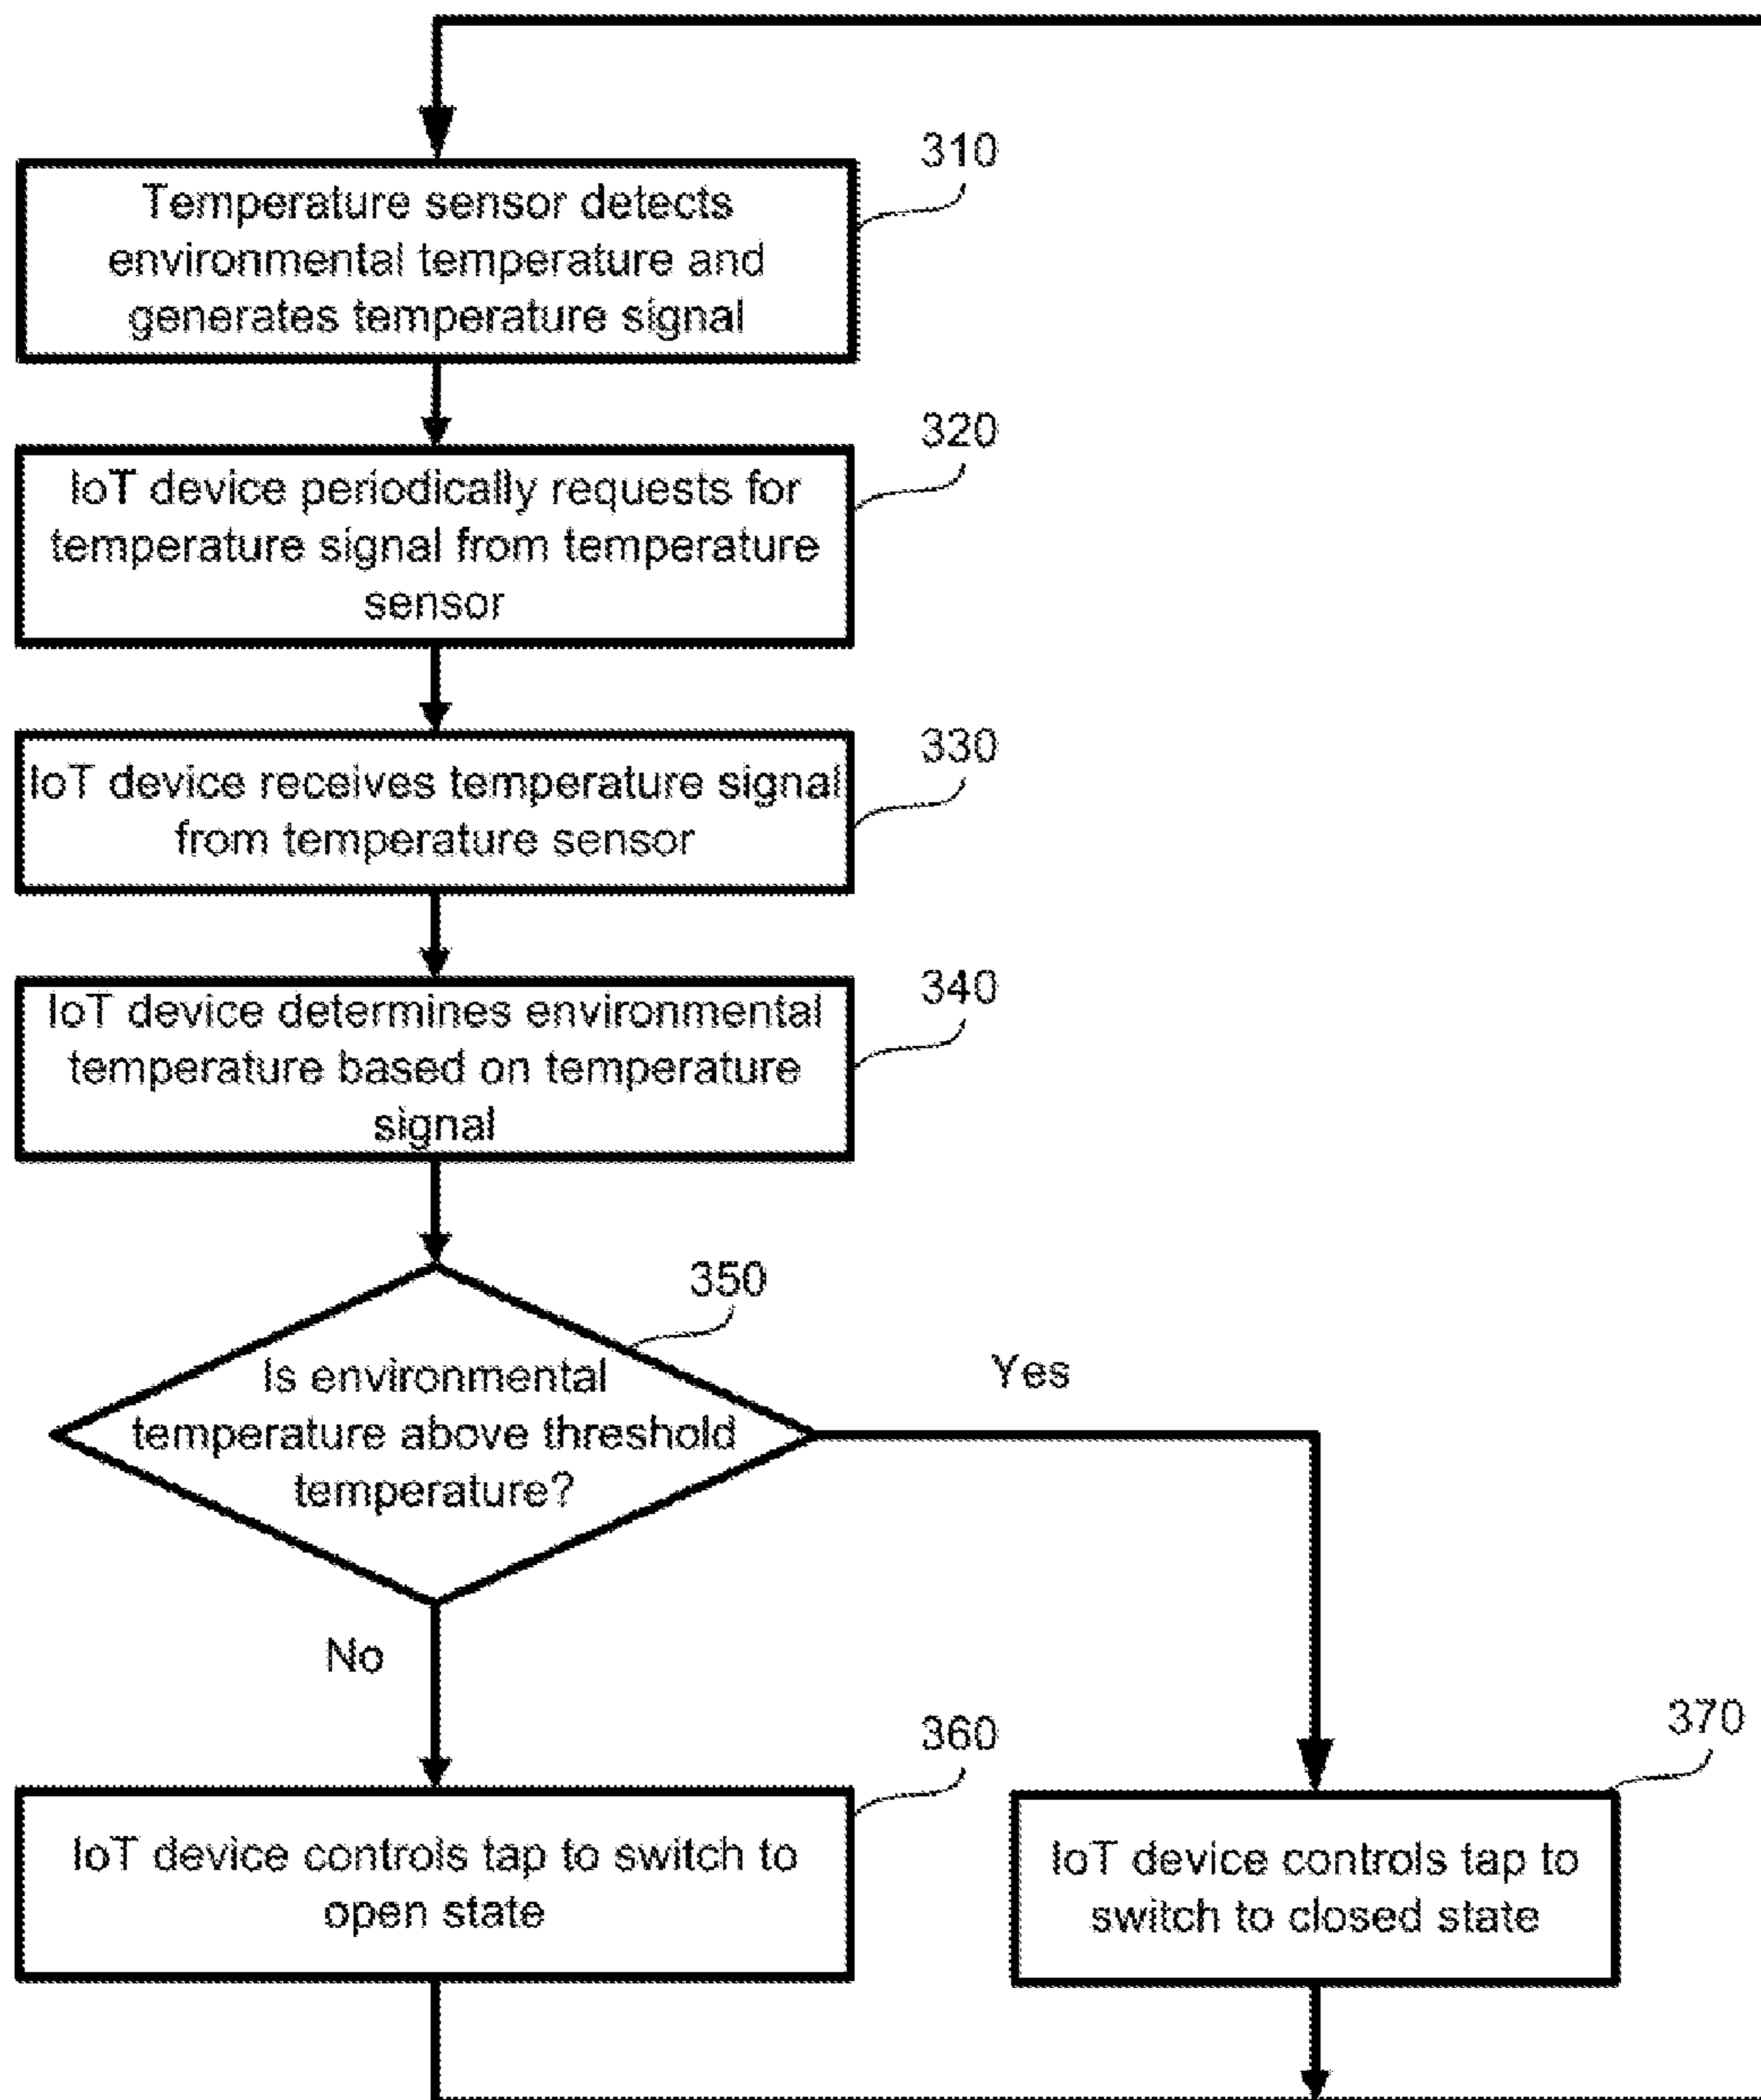 310
Temperature sensor detects
environmental temperature and
generates temperature signal
320
IoT device periodically requests for
temperature signal from temperature
sensor
330
IoT device receives temperature signal
from temperature sensor
340
IoT device determines environmental
temperature based on temperature
signal
350
Is environmental
temperature above threshold
temperature?
Yes
No
360
IoT device controls tap to switch to
open state
370
IoT device controls tap to
switch to closed state